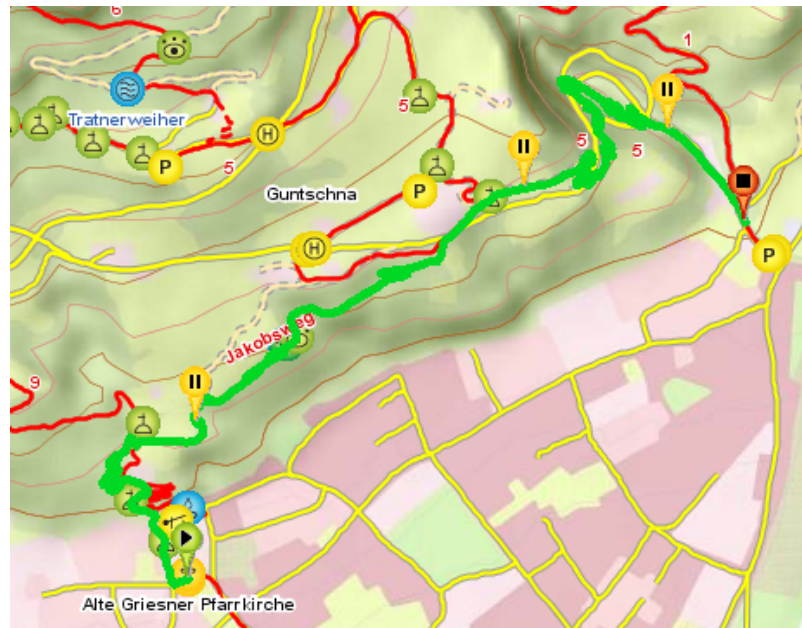 6
1
Tratnerweiher
H
5
P
5
5
5
Guntschna
P
H
P
Jakobsweg
9
Alte Griesner Pfarrkirche